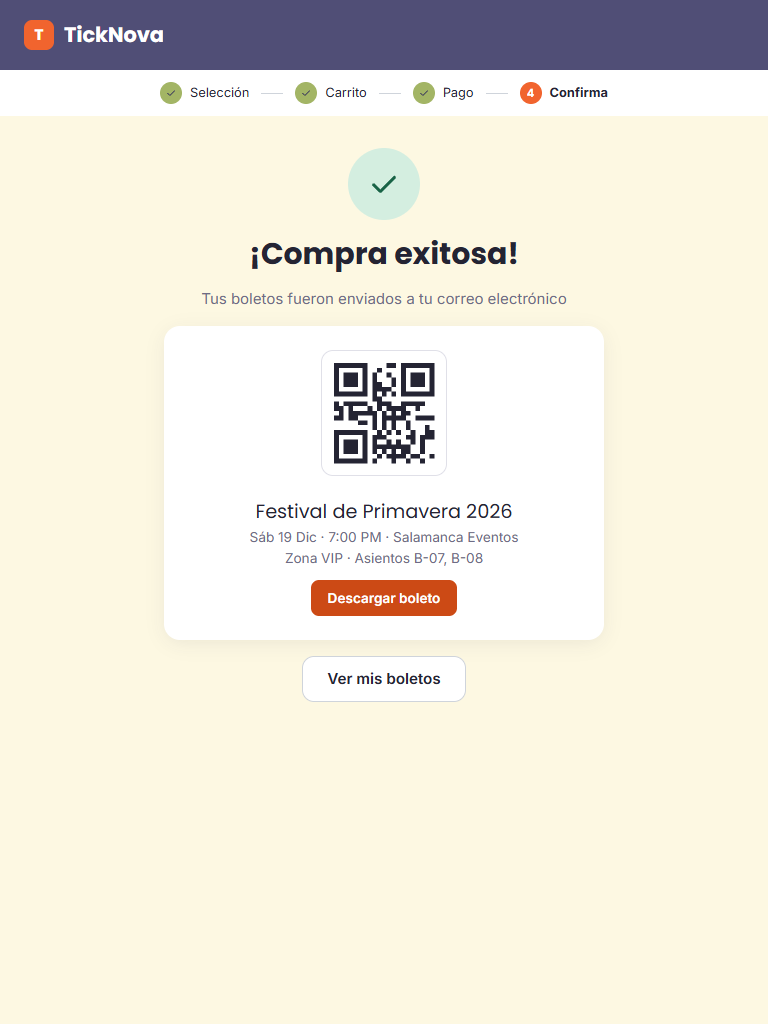 T TickNova
Selección Carrito Pago 4 Confirma
¡Compra exitosa!
Tus boletos fueron enviados a tu correo electrónico
Festival de Primavera 2026
Sáb 19 Dic · 7:00 PM · Salamanca Eventos
Zona VIP · Asientos B-07, B-08
Descargar boleto
Ver mis boletos